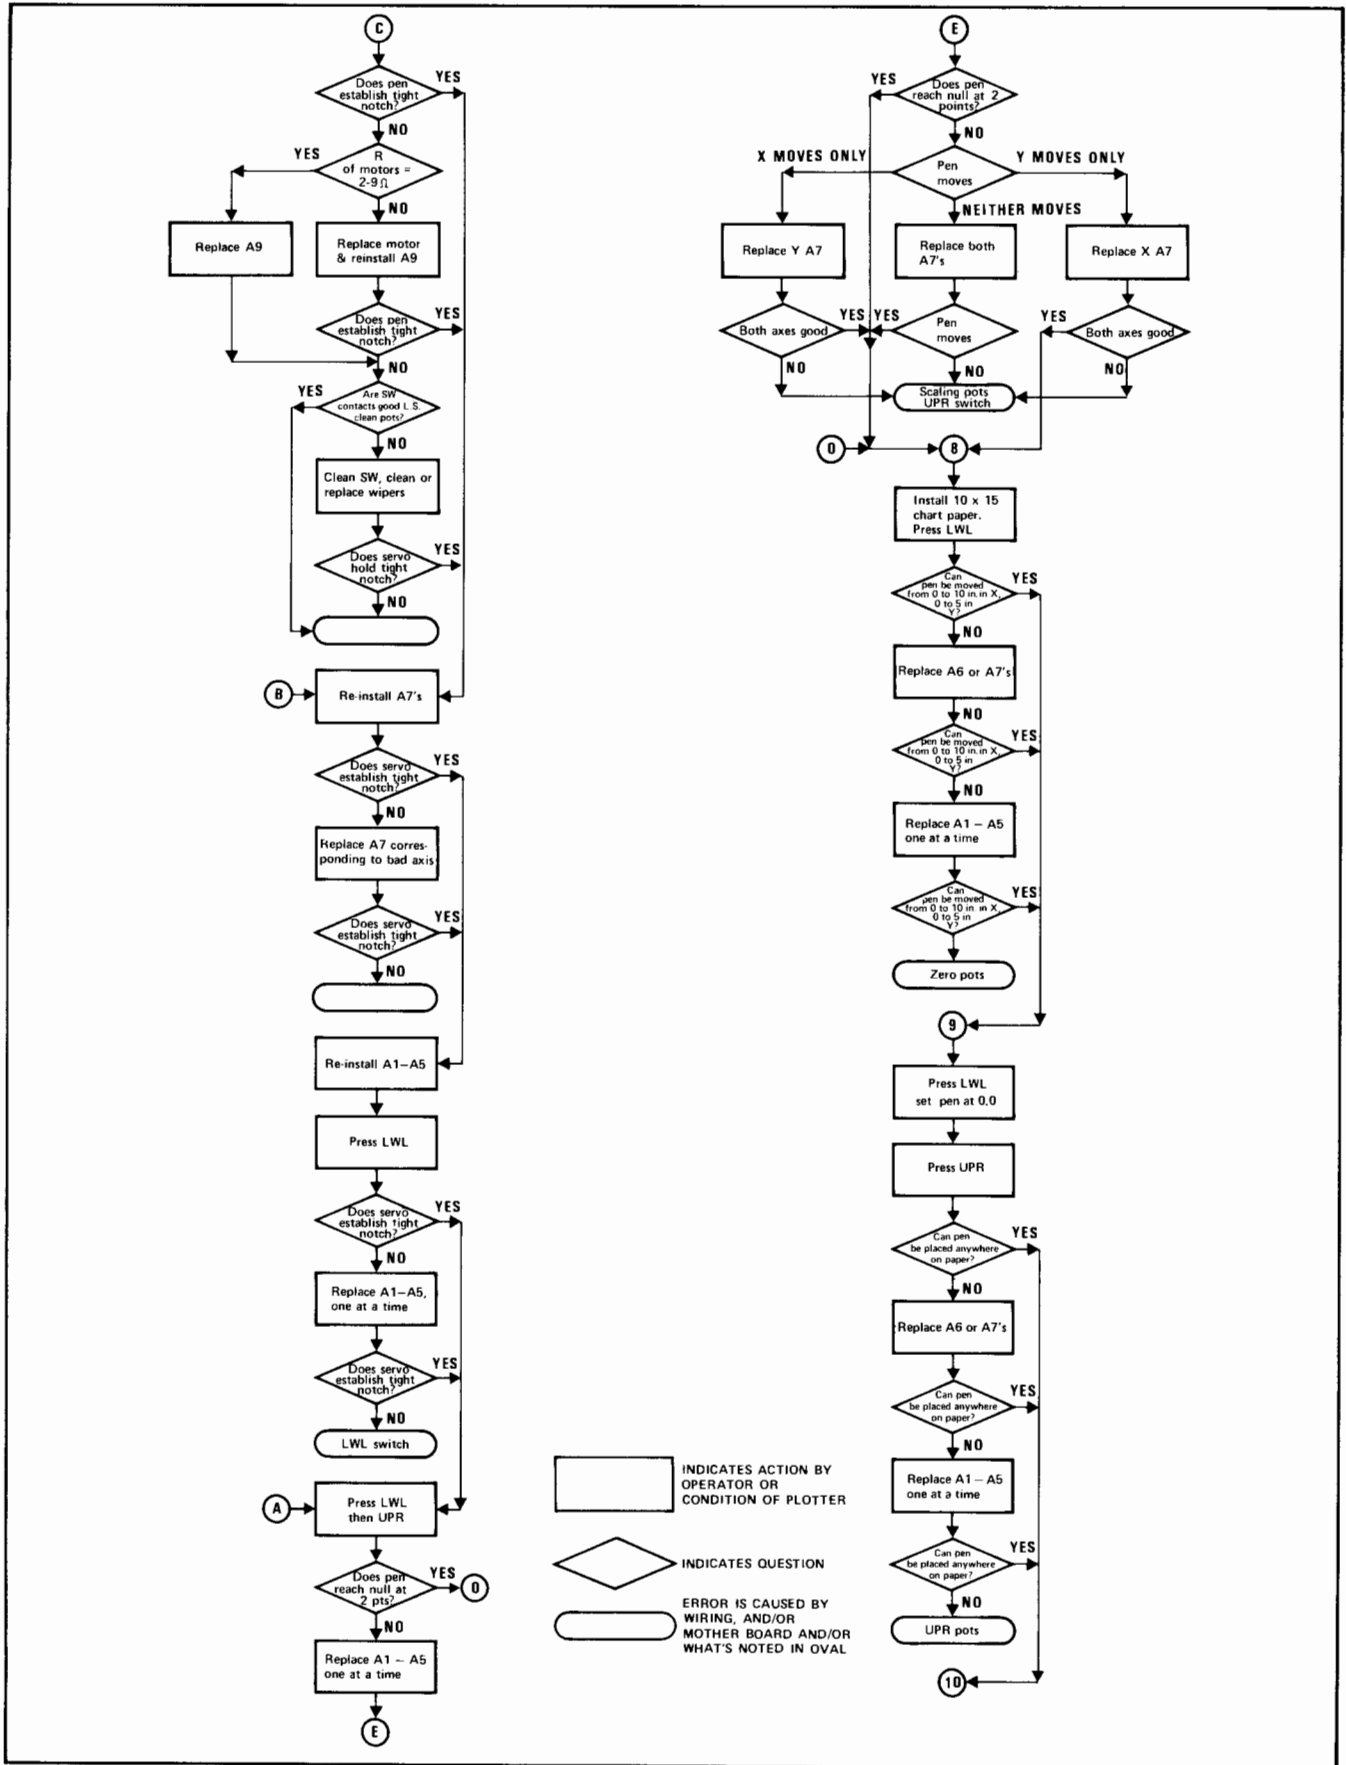 C
Does pen
establish tight
notch?
YES
NO
R
of motors =
2-9 Ω
YES
NO
Replace A9
Replace motor
& reinstall A9
Does pen
establish tight
notch?
YES
NO
Are SW
contacts good L.S.
clean pots?
YES
NO
Clean SW, clean or
replace wipers
Does servo
hold tight
notch?
YES
NO
B
Re-install A7's
Does servo
establish tight
notch?
YES
NO
Replace A7 corres-
ponding to bad axis
Does servo
establish tight
notch?
YES
NO
Re-install A1–A5
Press LWL
Does servo
establish tight
notch?
YES
NO
Replace A1–A5,
one at a time
Does servo
establish tight
notch?
YES
NO
LWL switch
A
Press LWL
then UPR
Does pen
reach null at
2 pts?
YES
O
NO
Replace A1 – A5
one at a time
E
E
Does pen
reach null at 2
points?
YES
NO
Pen
moves
X MOVES ONLY
Y MOVES ONLY
NEITHER MOVES
Replace Y A7
Replace both
A7's
Replace X A7
Both axes good
YES
YES
Pen
moves
YES
Both axes good
NO
NO
NO
Scaling pots
UPR switch
O
8
Install 10 x 15
chart paper.
Press LWL
Can
pen be moved
from 0 to 10 in. in X,
0 to 5 in
Y?
YES
NO
Replace A6 or A7's
NO
Can
pen be moved
from 0 to 10 in. in X,
0 to 5 in
Y?
YES
NO
Replace A1 – A5
one at a time
Can
pen be moved
from 0 to 10 in. in X,
0 to 5 in
Y?
YES
Zero pots
9
Press LWL
set pen at 0,0
Press UPR
Can pen
be placed anywhere
on paper?
YES
NO
Replace A6 or A7's
Can pen
be placed anywhere
on paper?
YES
NO
Replace A1 – A5
one at a time
Can pen
be placed anywhere
on paper?
YES
NO
UPR pots
10
INDICATES ACTION BY
OPERATOR OR
CONDITION OF PLOTTER
INDICATES QUESTION
ERROR IS CAUSED BY
WIRING, AND/OR
MOTHER BOARD AND/OR
WHAT'S NOTED IN OVAL